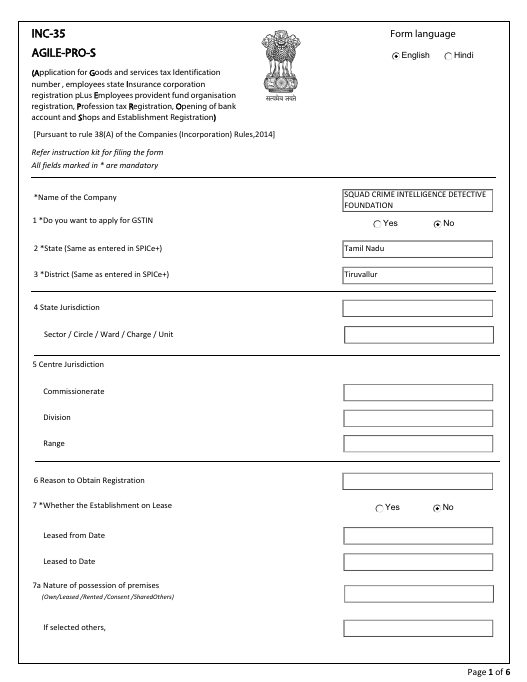 INC-35
Form language
AGILE-PRO-S
English
Hindi
(Application for Goods and services tax Identification
number , employees state Insurance corporation
registration pLus Employees provident fund organisation
registration, Profession tax Registration, Opening of bank
account and Shops and Establishment Registration)
सत्यमेव जयते
[Pursuant to rule 38(A) of the Companies (Incorporation) Rules,2014]
Refer instruction kit for filing the form
All fields marked in * are mandatory
*Name of the Company
SQUAD CRIME INTELLIGENCE DETECTIVE
FOUNDATION
1 *Do you want to apply for GSTIN
Yes
No
2 *State (Same as entered in SPICe+)
Tamil Nadu
3 *District (Same as entered in SPICe+)
Tiruvallur
4 State Jurisdiction
Sector / Circle / Ward / Charge / Unit
5 Centre Jurisdiction
Commissionerate
Division
Range
6 Reason to Obtain Registration
7 *Whether the Establishment on Lease
Yes
No
Leased from Date
Leased to Date
7a Nature of possession of premises
(Own/Leased /Rented /Consent /SharedOthers)
If selected others,
Page 1 of 6